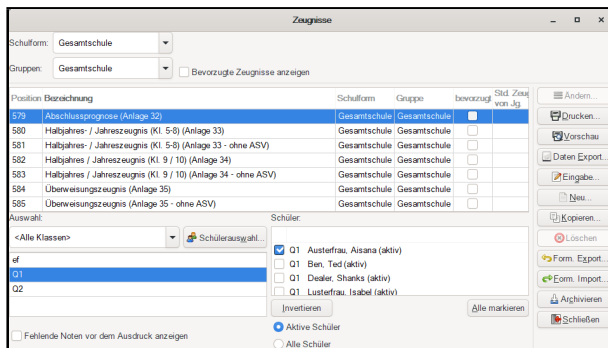 Zeugnisse
Schulform: Gesamtschule
Gruppen: Gesamtschule
Bevorzugte Zeugnisse anzeigen
Position Bezeichnung Schulform Gruppe bevorzugt Std. Zeug
von Jg.
579 Abschlussprognose (Anlage 32) Gesamtschule Gesamtschule
580 Halbjahres- / Jahreszeugnis (Kl. 5-8) (Anlage 33) Gesamtschule Gesamtschule
581 Halbjahres- / Jahreszeugnis (Kl. 5-8) (Anlage 33 - ohne ASV) Gesamtschule Gesamtschule
582 Halbjahres / Jahreszeugnis (Kl. 9 / 10) (Anlage 34) Gesamtschule Gesamtschule
583 Halbjahres / Jahreszeugnis (Kl. 9 / 10) (Anlage 34 - ohne ASV) Gesamtschule Gesamtschule
584 Überweisungszeugnis (Anlage 35) Gesamtschule Gesamtschule
585 Überweisungszeugnis (Anlage 35 - ohne ASV) Gesamtschule Gesamtschule
Ändern...
Drucken...
Vorschau
Daten Export...
Eingabe...
Neu...
Kopieren...
Löschen
Form. Export...
Form. Import...
Archivieren
Schließen
Auswahl:
<Alle Klassen>
Schülerauswahl...
ef
Q1
Q2
Fehlende Noten vor dem Ausdruck anzeigen
Schüler:
Q1 Austerfrau, Aisana (aktiv)
Q1 Ben, Ted (aktiv)
Q1 Dealer, Shanks (aktiv)
Q1 Lusterfrau, Isabel (aktiv)
Invertieren
Alle markieren
Aktive Schüler
Alle Schüler